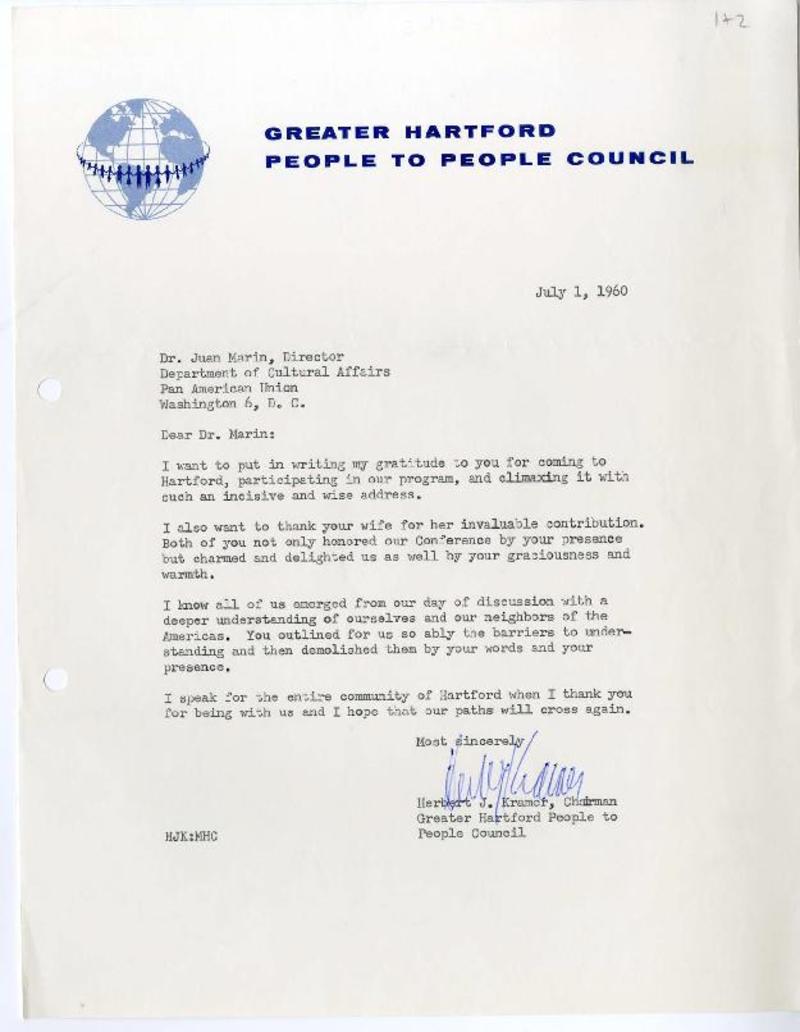 1+2
GREATER HARTFORD
PEOPLE TO PEOPLE COUNCIL
July 1, 1960
Dr. Juan Marin, Director
Department of Cultural Affairs
Pan American Union
Washington 6, D. C.
Dear Dr. Marin:
I want to put in writing my gratitude to you for coming to
Hartford, participating in our program, and climaxing it with
such an incisive and wise address.
I also want to thank your wife for her invaluable contribution.
Both of you not only honored our Conference by your presence
but charmed and delighted us as well by your graciousness and
warmth.
I know all of us emerged from our day of discussion with a
deeper understanding of ourselves and our neighbors of the
Americas. You outlined for us so ably the barriers to under-
standing and then demolished them by your words and your
presence.
I speak for the entire community of Hartford when I thank you
for being with us and I hope that our paths will cross again.
Most sincerely
Herb Kramer
Herbert J. Kramer, Chairman
Greater Hartford People to
People Council
HJK:MHC